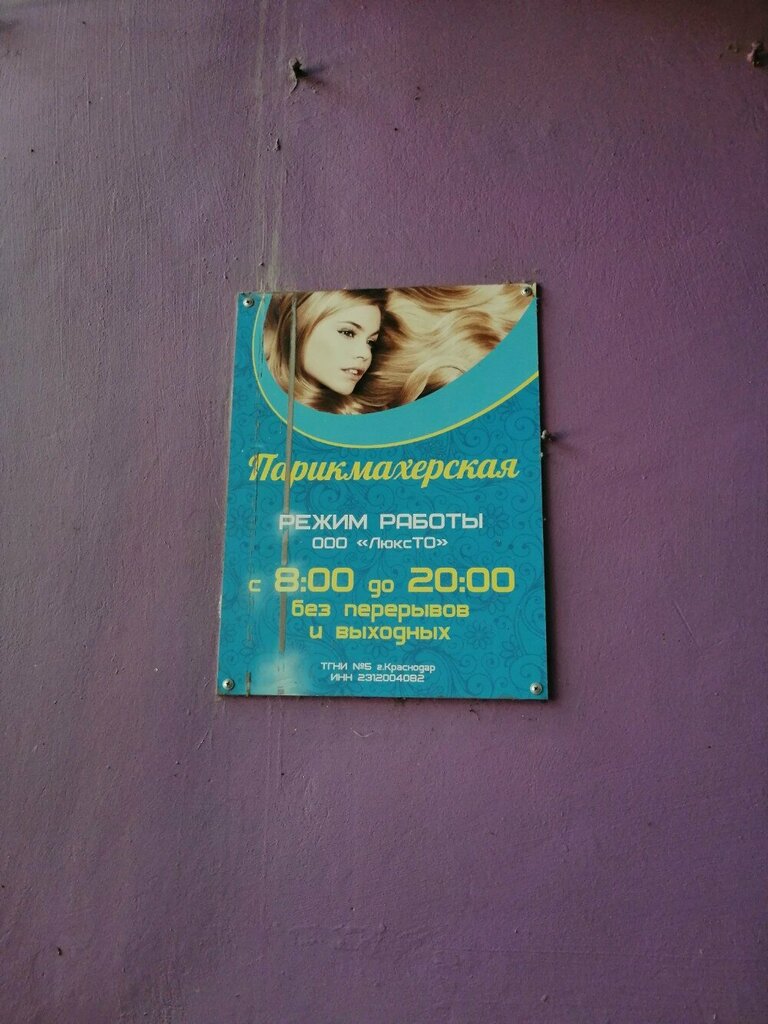 Парикмахерская
РЕЖИМ РАБОТЫ
ООО «ЛюксТО»
с 8:00 до 20:00
без перерывов
и выходных
ТГНИ №5 г.Краснодар
ИНН 2312004082